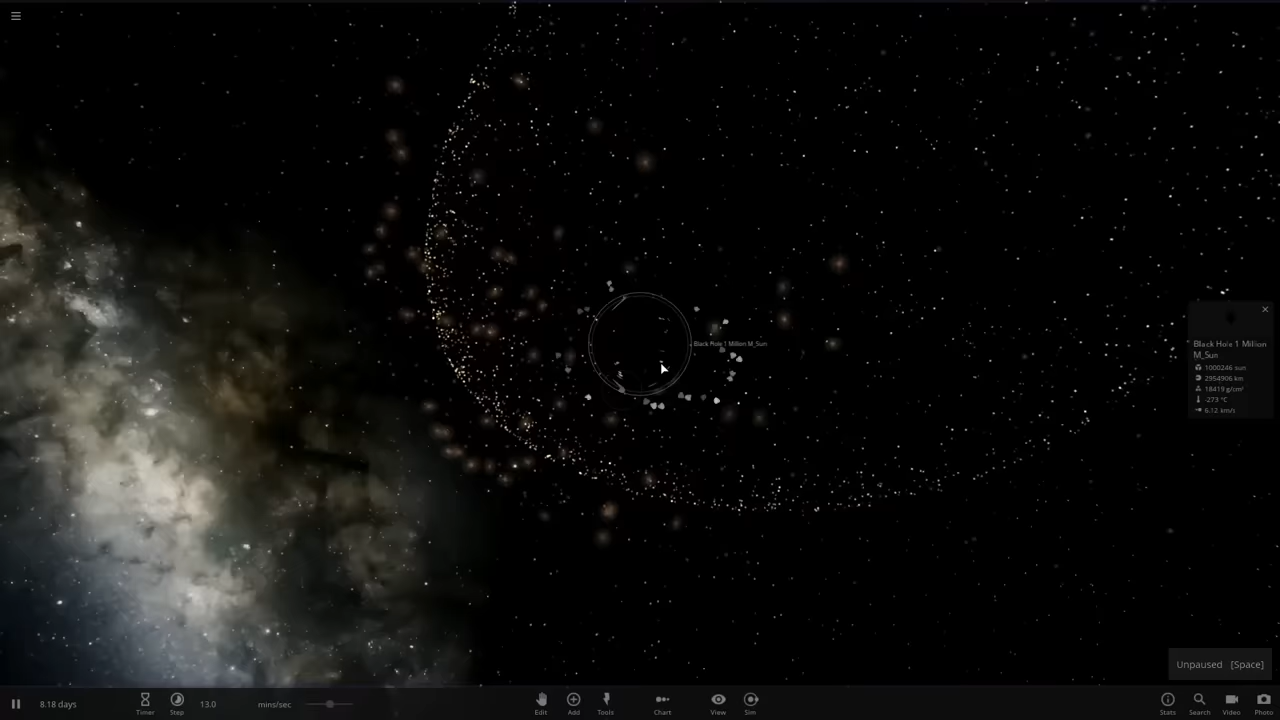 Black Hole 1 Million M_Sun
Black Hole 1 Million
M_Sun
1000246 sun
2954906 km
18419 g/cm³
-273 °C
6.12 km/s
Unpaused [Space]
8.18 days
Timer
Step
13.0
mins/sec
Edit
Add
Tools
Chart
View
Sim
Stats
Search
Video
Photo